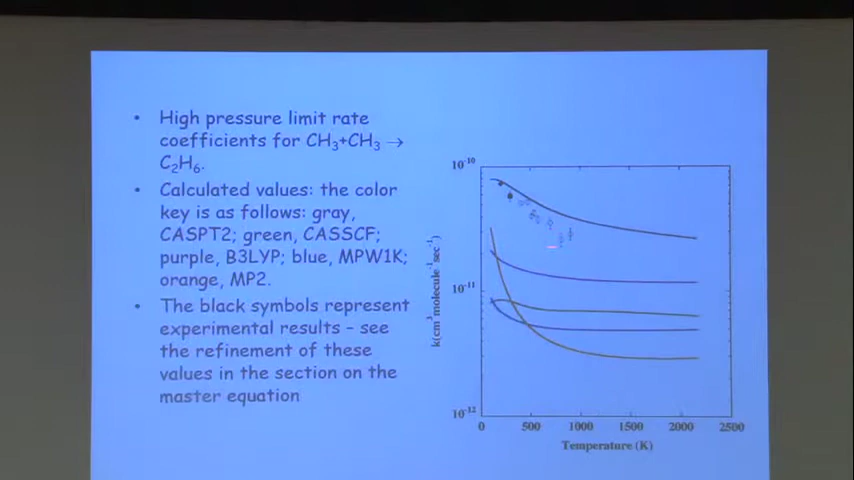 • High pressure limit rate
coefficients for CH₃+CH₃ →
C₂H₆.
• Calculated values: the color
key is as follows: gray,
CASPT2; green, CASSCF;
purple, B3LYP; blue, MPW1K;
orange, MP2.
• The black symbols represent
experimental results – see
the refinement of these
values in the section on the
master equation
k(cm³ molecule⁻¹ sec⁻¹)
10⁻¹⁰
10⁻¹¹
10⁻¹²
0 500 1000 1500 2000 2500
Temperature (K)